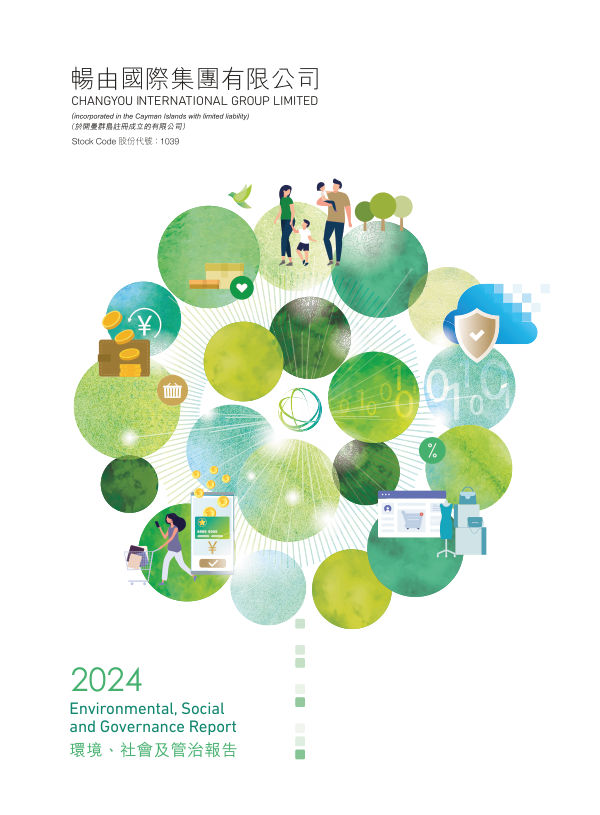 暢由國際集團有限公司
CHANGYOU INTERNATIONAL GROUP LIMITED
(incorporated in the Cayman Islands with limited liability)
(於開曼群島註冊成立的有限公司)
Stock Code 股份代號：1039
¥
%
¥
2024
Environmental, Social
and Governance Report
環境、社會及管治報告